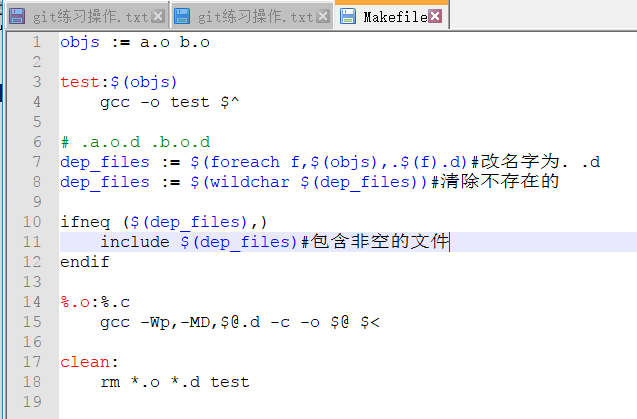 git练习操作.txt git练习操作.txt Makefile
1 objs := a.o b.o
2
3 test:$(objs)
4 gcc -o test $^
5
6 # .a.o.d .b.o.d
7 dep_files := $(foreach f,$(objs),.$(f).d)#改名字为. .d
8 dep_files := $(wildchar $(dep_files))#清除不存在的
9
10 ifneq ($(dep_files),)
11 include $(dep_files)#包含非空的文件
12 endif
13
14 %.o:%.c
15 gcc -Wp,-MD,$@.d -c -o $@ $<
16
17 clean:
18 rm *.o *.d test
19